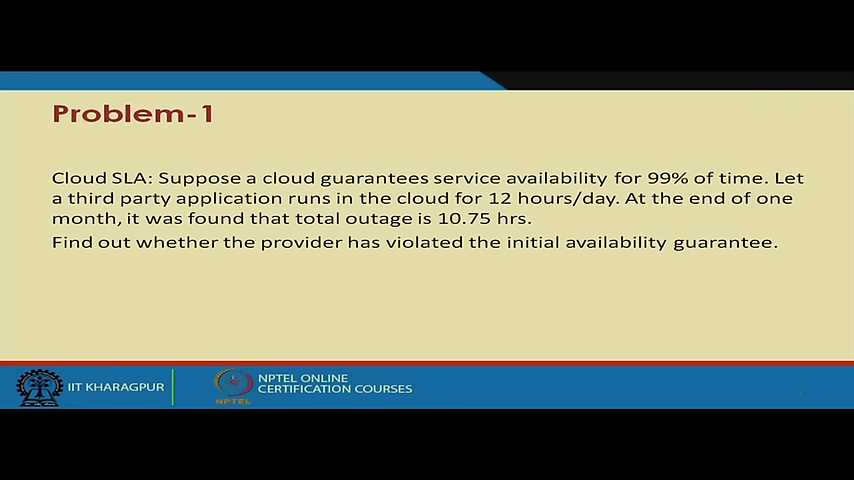 Problem-1
Cloud SLA: Suppose a cloud guarantees service availability for 99% of time. Let
a third party application runs in the cloud for 12 hours/day. At the end of one
month, it was found that total outage is 10.75 hrs.
Find out whether the provider has violated the initial availability guarantee.
IIT KHARAGPUR
NPTEL
NPTEL ONLINE
CERTIFICATION COURSES